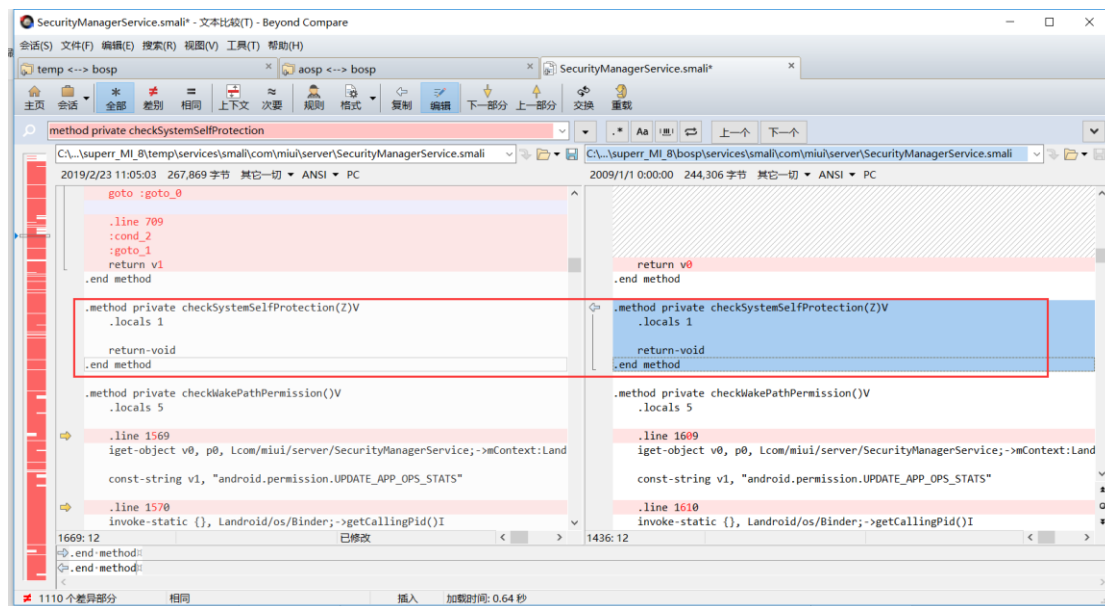 SecurityManagerService.smali* - 文本比较(T) - Beyond Compare
会话(S) 文件(F) 编辑(E) 搜索(R) 视图(V) 工具(T) 帮助(H)
temp <--> bosp
aosp <--> bosp
SecurityManagerService.smali*
主页 会话 全部 差别 相同 上下文 次要 规则 格式 复制 编辑 下一部分 上一部分 交换 重载
method private checkSystemSelfProtection
.* Aa 上一个 下一个
C:\...\superr_MI_8\temp\services\smali\com\miui\server\SecurityManagerService.smali
C:\...\superr_MI_8\bosp\services\smali\com\miui\server\SecurityManagerService.smali
2019/2/23 11:05:03 267,869 字节 其它一切 ANSI PC
2009/1/1 0:00:00 244,306 字节 其它一切 ANSI PC
goto :goto_0
.line 709
:cond_2
:goto_1
return v1
.end method
.method private checkSystemSelfProtection(Z)V
.locals 1
return-void
.end method
.method private checkWakePathPermission()V
.locals 5
.line 1569
iget-object v0, p0, Lcom/miui/server/SecurityManagerService;->mContext:Land
const-string v1, "android.permission.UPDATE_APP_OPS_STATS"
.line 1570
invoke-static {}, Landroid/os/Binder;->getCallingPid()I
return v0
.end method
.method private checkSystemSelfProtection(Z)V
.locals 1
return-void
.end method
.method private checkWakePathPermission()V
.locals 5
.line 1609
iget-object v0, p0, Lcom/miui/server/SecurityManagerService;->mContext:Land
const-string v1, "android.permission.UPDATE_APP_OPS_STATS"
.line 1610
invoke-static {}, Landroid/os/Binder;->getCallingPid()I
1669: 12 已修改
1436: 12
.end·method
.end·method
1110 个差异部分 相同 插入 加载时间: 0.64 秒